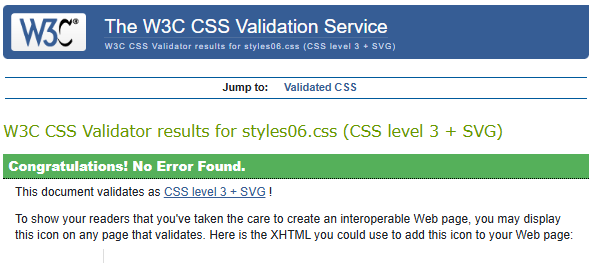 W3C® The W3C CSS Validation Service
W3C CSS Validator results for styles06.css (CSS level 3 + SVG)
Jump to: Validated CSS
W3C CSS Validator results for styles06.css (CSS level 3 + SVG)
Congratulations! No Error Found.
This document validates as CSS level 3 + SVG !
To show your readers that you've taken the care to create an interoperable Web page, you may display
this icon on any page that validates. Here is the XHTML you could use to add this icon to your Web page: